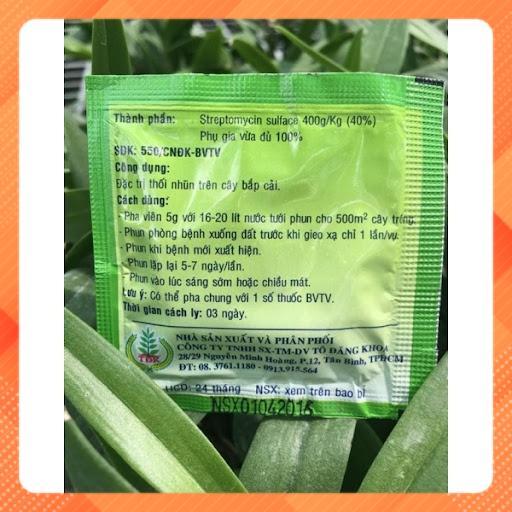 Thành phần: Streptomycin sulface 400g/Kg (40%)
Phụ gia vừa đủ 100%
SĐK: 550/CNĐK-BVTV
Công dụng:
Đặc trị thối nhũn trên cây bắp cải.
Cách dùng:
- Pha viên 5g với 16-20 lít nước tưới phun cho 500m² cây trồng.
- Phun phòng bệnh xuống đất trước khi gieo xạ chỉ 1 lần/vụ.
- Phun khi bệnh mới xuất hiện.
- Phun lặp lại 5-7 ngày/lần.
- Phun vào lúc sáng sớm hoặc chiều mát.
Lưu ý: Có thể pha chung với 1 số thuốc BVTV.
Thời gian cách ly: 03 ngày.
NHÀ SẢN XUẤT VÀ PHÂN PHỐI
CÔNG TY TNHH SX-TM-DV TÔ ĐĂNG KHOA
28/29 Nguyễn Minh Hoàng, P.12, Tân Bình, TPHCM
ĐT: 08. 3761.1180 - 0913.915.564
TĐK
HCD: 24 tháng NSX: xem trên bao bì
NSX01042016